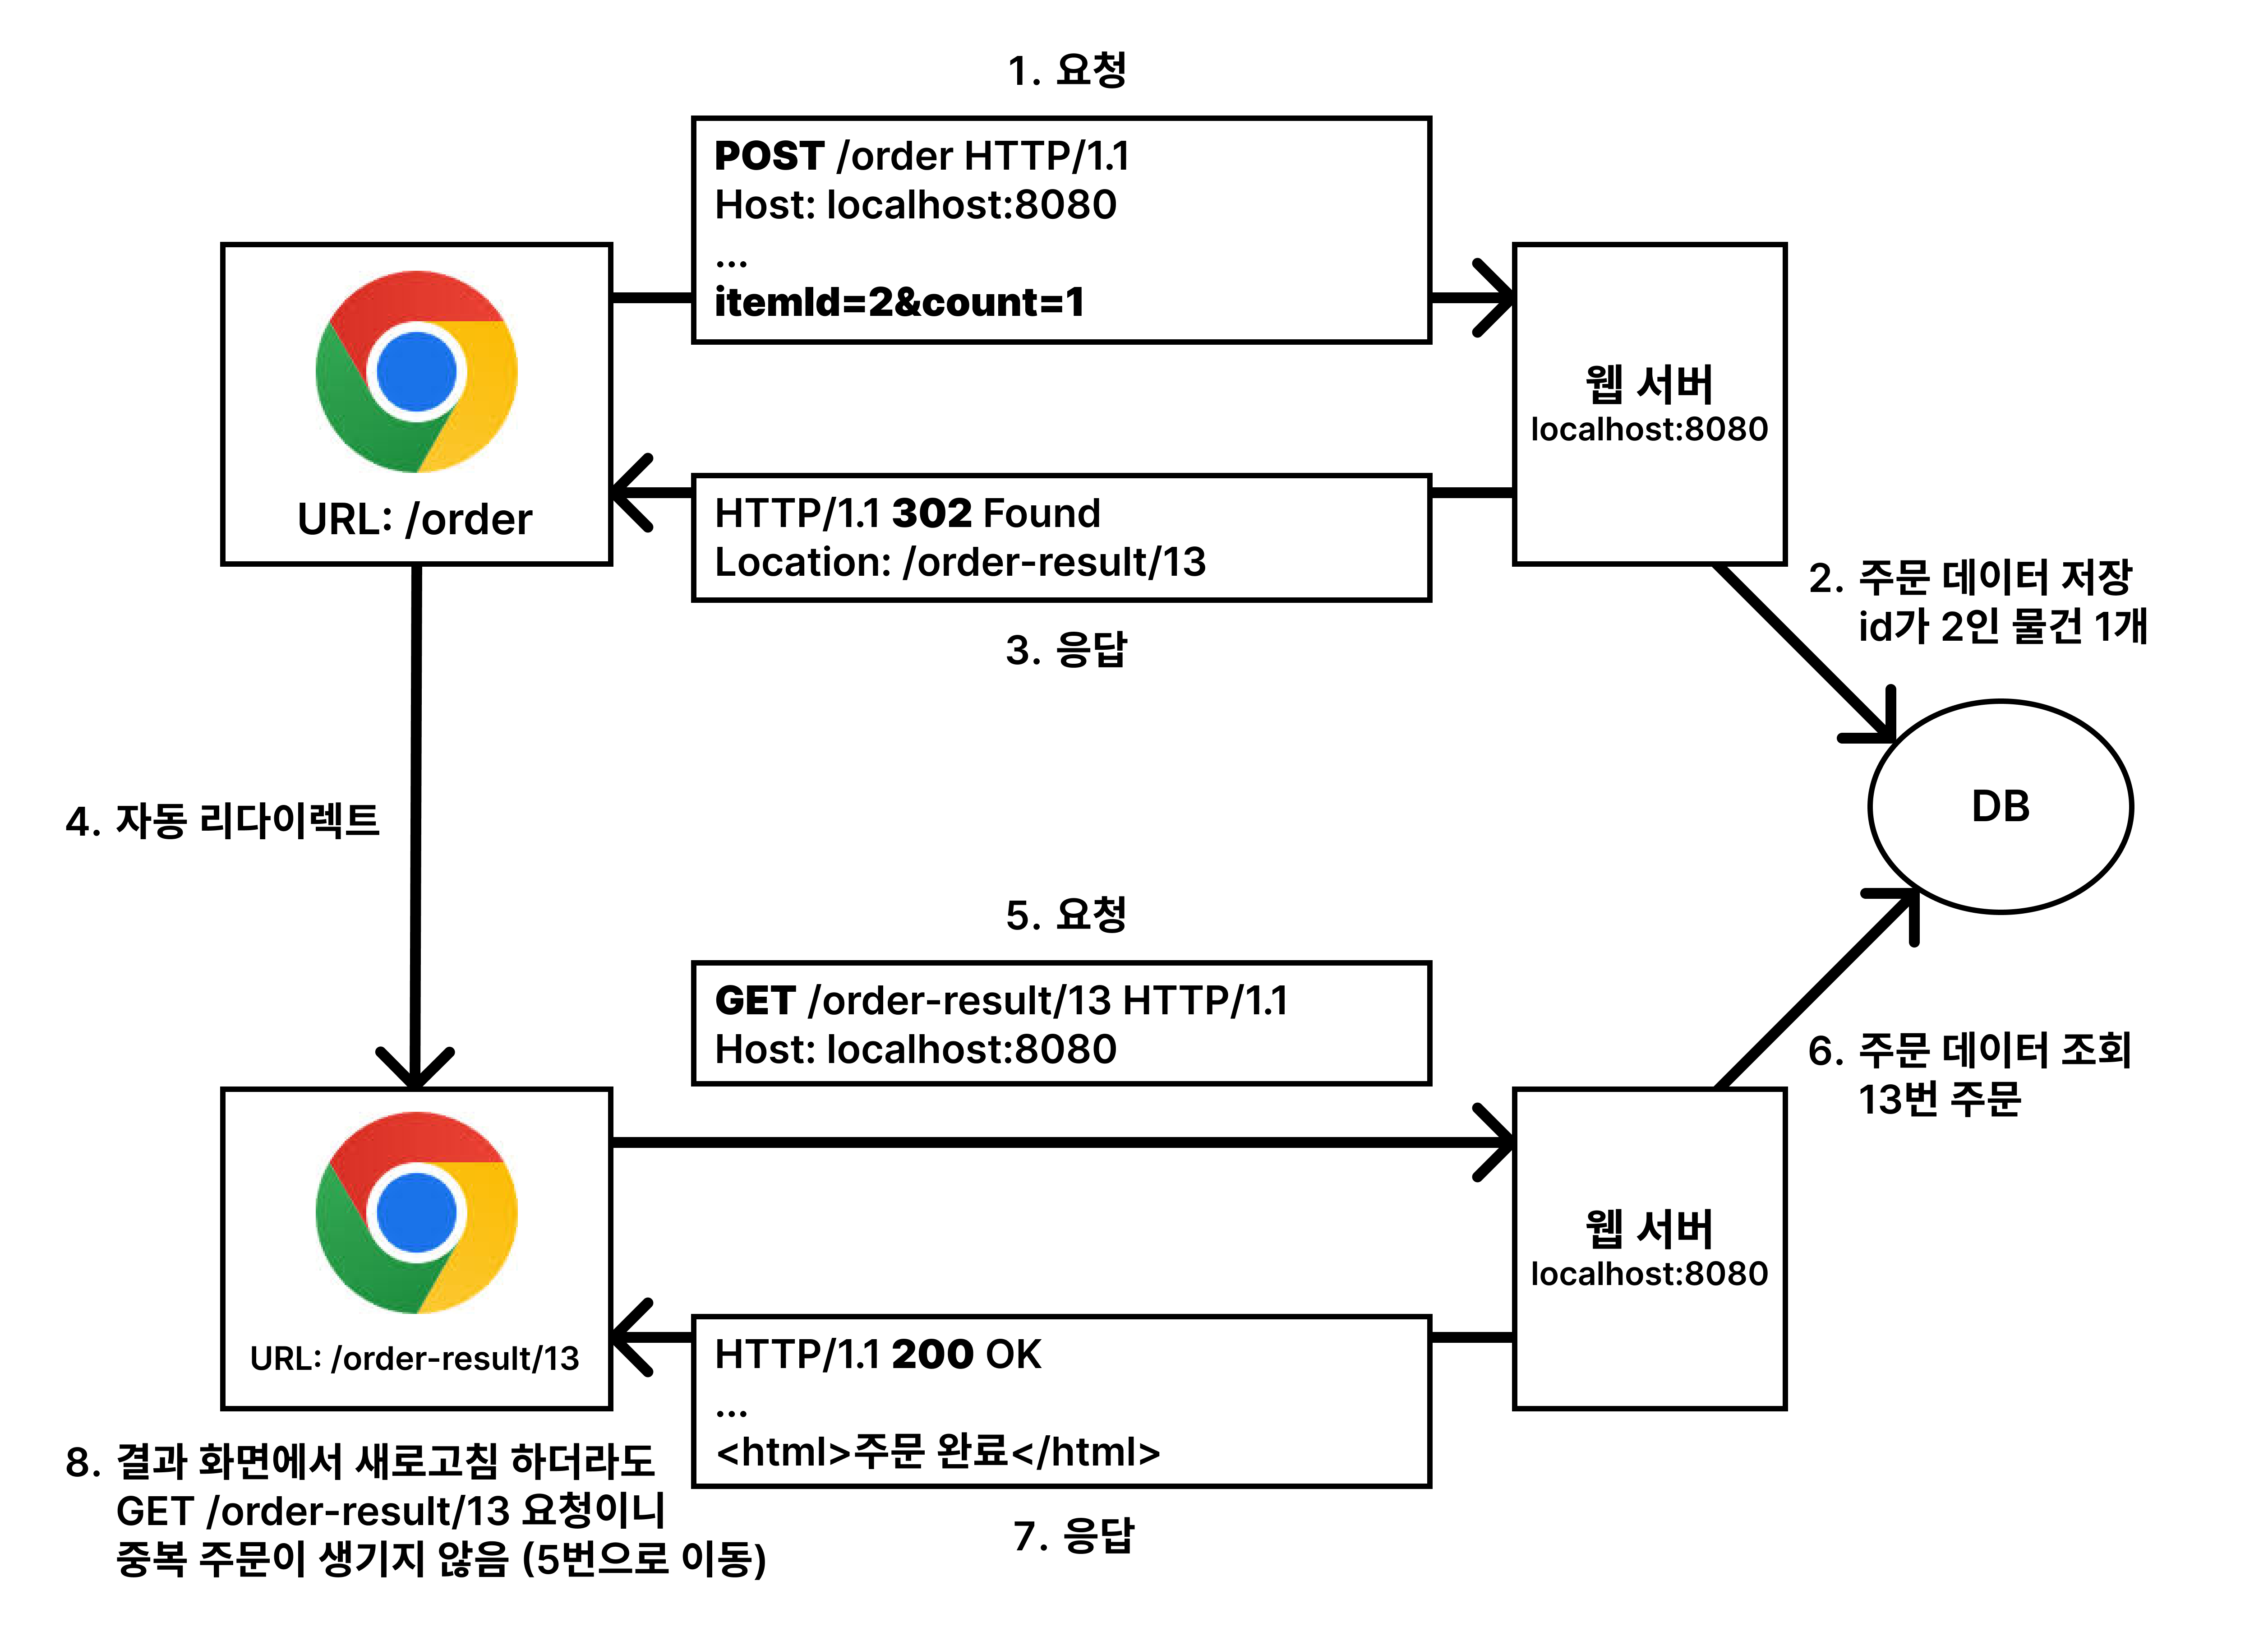 1. 요청
POST /order HTTP/1.1
Host: localhost:8080
...
itemId=2&count=1
URL: /order
웹 서버
localhost:8080
HTTP/1.1 302 Found
Location: /order-result/13
3. 응답
2. 주문 데이터 저장
id가 2인 물건 1개
DB
4. 자동 리다이렉트
5. 요청
GET /order-result/13 HTTP/1.1
Host: localhost:8080
6. 주문 데이터 조회
13번 주문
URL: /order-result/13
웹 서버
localhost:8080
HTTP/1.1 200 OK
...
<html>주문 완료</html>
7. 응답
8. 결과 화면에서 새로고침 하더라도
GET /order-result/13 요청이니
중복 주문이 생기지 않음 (5번으로 이동)